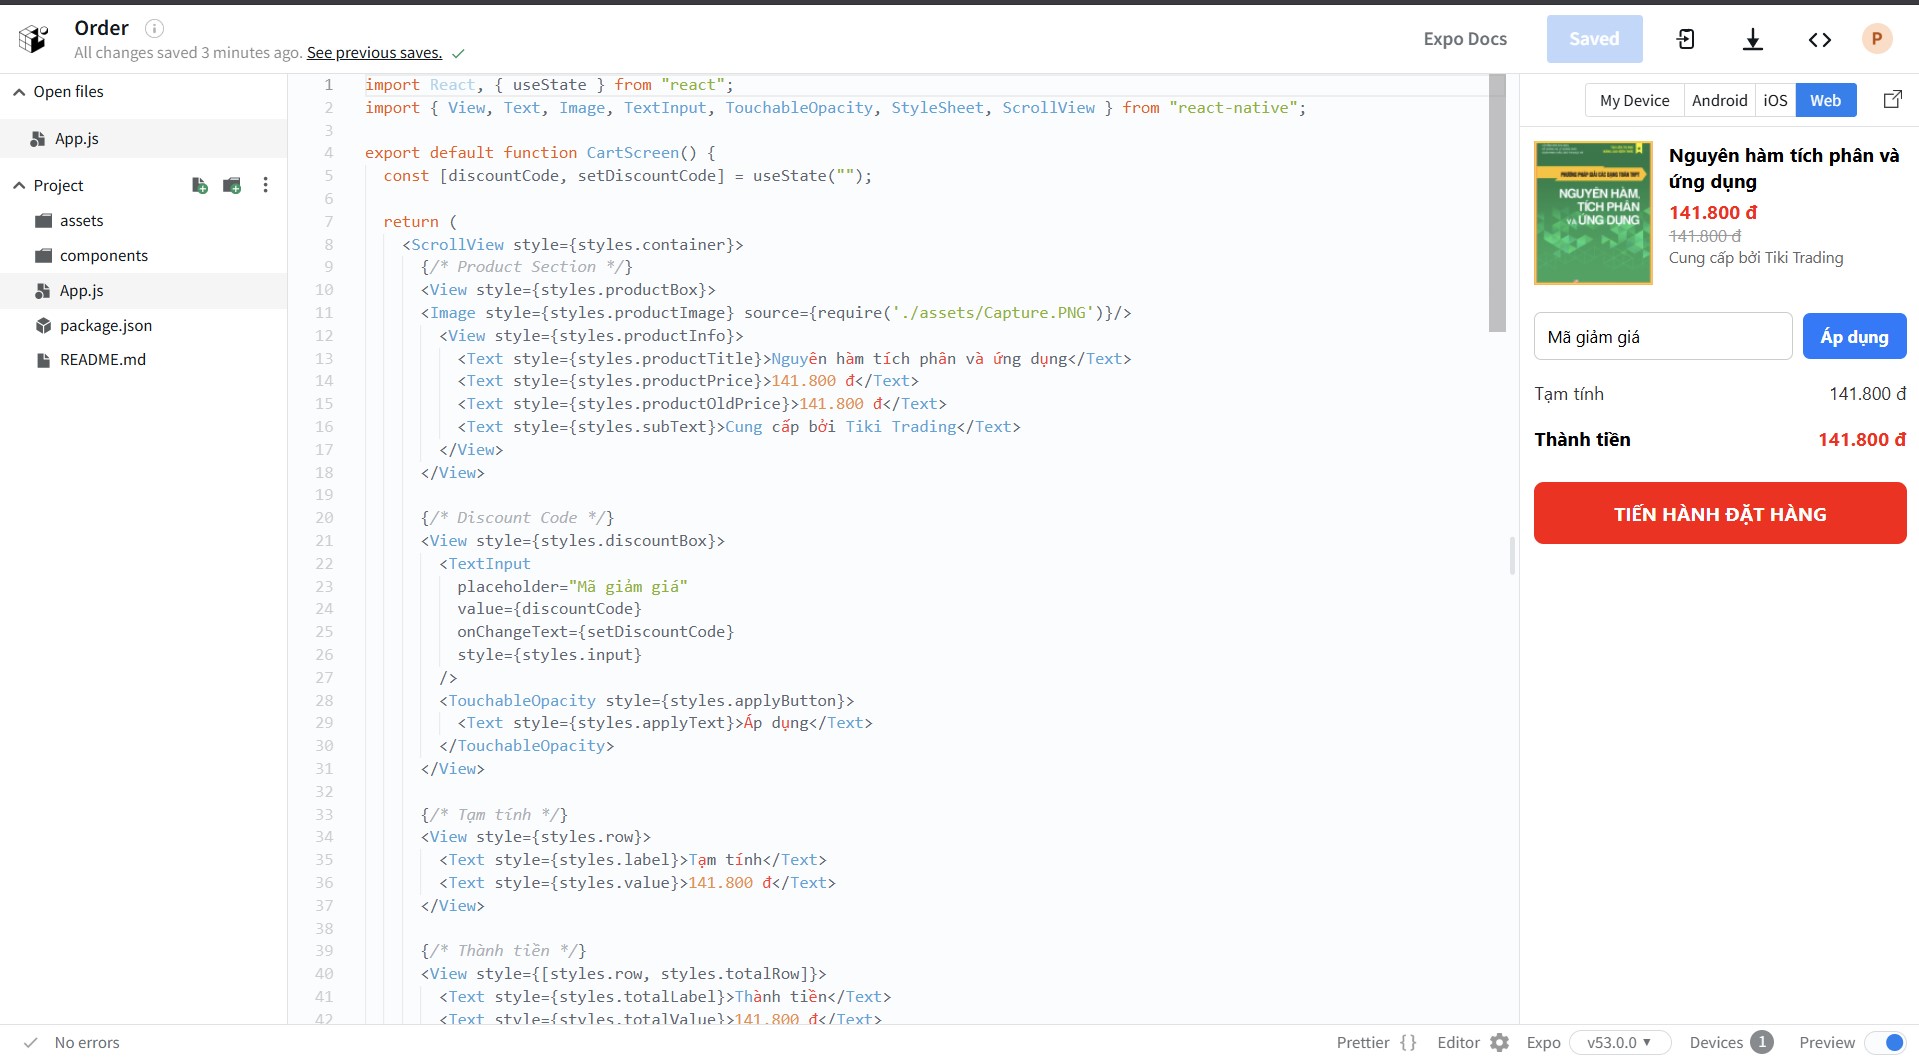 Order
All changes saved 3 minutes ago. See previous saves.
Expo Docs
Saved
P
Open files
App.js
Project
assets
components
App.js
package.json
README.md
1 import React, { useState } from "react";
2 import { View, Text, Image, TextInput, TouchableOpacity, StyleSheet, ScrollView } from "react-native";
3
4 export default function CartScreen() {
5 const [discountCode, setDiscountCode] = useState("");
6
7 return (
8 <ScrollView style={styles.container}>
9 {/* Product Section */}
10 <View style={styles.productBox}>
11 <Image style={styles.productImage} source={require('./assets/Capture.PNG')}/>
12 <View style={styles.productInfo}>
13 <Text style={styles.productTitle}>Nguyên hàm tích phân và ứng dụng</Text>
14 <Text style={styles.productPrice}>141.800 đ</Text>
15 <Text style={styles.productOldPrice}>141.800 đ</Text>
16 <Text style={styles.subText}>Cung cấp bởi Tiki Trading</Text>
17 </View>
18 </View>
19
20 {/* Discount Code */}
21 <View style={styles.discountBox}>
22 <TextInput
23 placeholder="Mã giảm giá"
24 value={discountCode}
25 onChangeText={setDiscountCode}
26 style={styles.input}
27 />
28 <TouchableOpacity style={styles.applyButton}>
29 <Text style={styles.applyText}>Áp dụng</Text>
30 </TouchableOpacity>
31 </View>
32
33 {/* Tạm tính */}
34 <View style={styles.row}>
35 <Text style={styles.label}>Tạm tính</Text>
36 <Text style={styles.value}>141.800 đ</Text>
37 </View>
38
39 {/* Thành tiền */}
40 <View style={[styles.row, styles.totalRow]}>
41 <Text style={styles.totalLabel}>Thành tiền</Text>
42 <Text style={styles.totalValue}>141.800 đ</Text>
My Device Android iOS Web
PHƯƠNG PHÁP GIẢI CÁC DẠNG TOÁN THPT
NGUYÊN HÀM,
TÍCH PHÂN
VÀ ỨNG DỤNG
Nguyên hàm tích phân và
ứng dụng
141.800 đ
141.800 đ
Cung cấp bởi Tiki Trading
Mã giảm giá
Áp dụng
Tạm tính 141.800 đ
Thành tiền 141.800 đ
TIẾN HÀNH ĐẶT HÀNG
No errors
Prettier {} Editor Expo v53.0.0 Devices 1 Preview